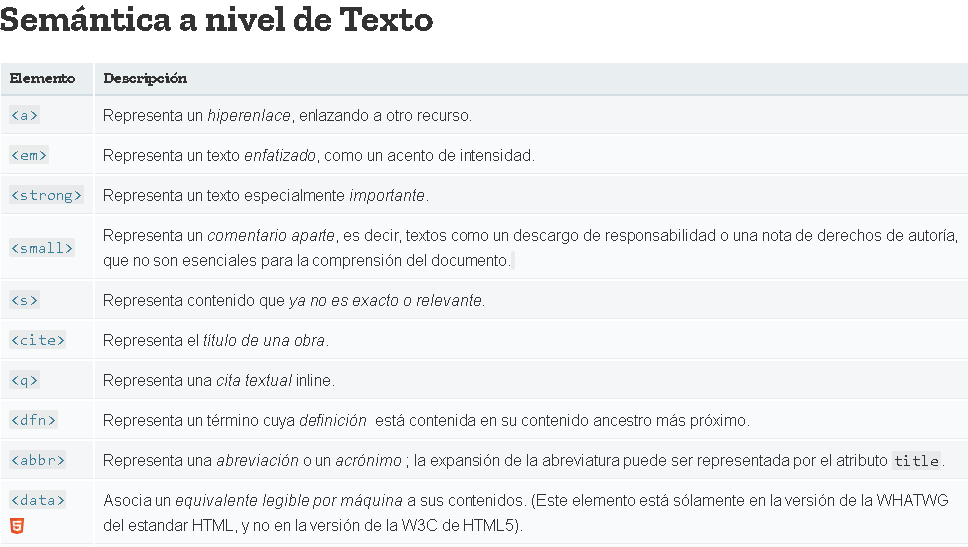 Semántica a nivel de Texto
Elemento Descripción
<a> Representa un hiperenlace, enlazando a otro recurso.
<em> Representa un texto enfatizado, como un acento de intensidad.
<strong> Representa un texto especialmente importante.
<small> Representa un comentario aparte, es decir, textos como un descargo de responsabilidad o una nota de derechos de autoría,
que no son esenciales para la comprensión del documento.
<s> Representa contenido que ya no es exacto o relevante.
<cite> Representa el título de una obra.
<q> Representa una cita textual inline.
<dfn> Representa un término cuya definición está contenida en su contenido ancestro más próximo.
<abbr> Representa una abreviación o un acrónimo ; la expansión de la abreviatura puede ser representada por el atributo title.
<data> Asocia un equivalente legible por máquina a sus contenidos. (Este elemento está sólamente en la versión de la WHATWG
5 del estandar HTML, y no en la versión de la W3C de HTML5).